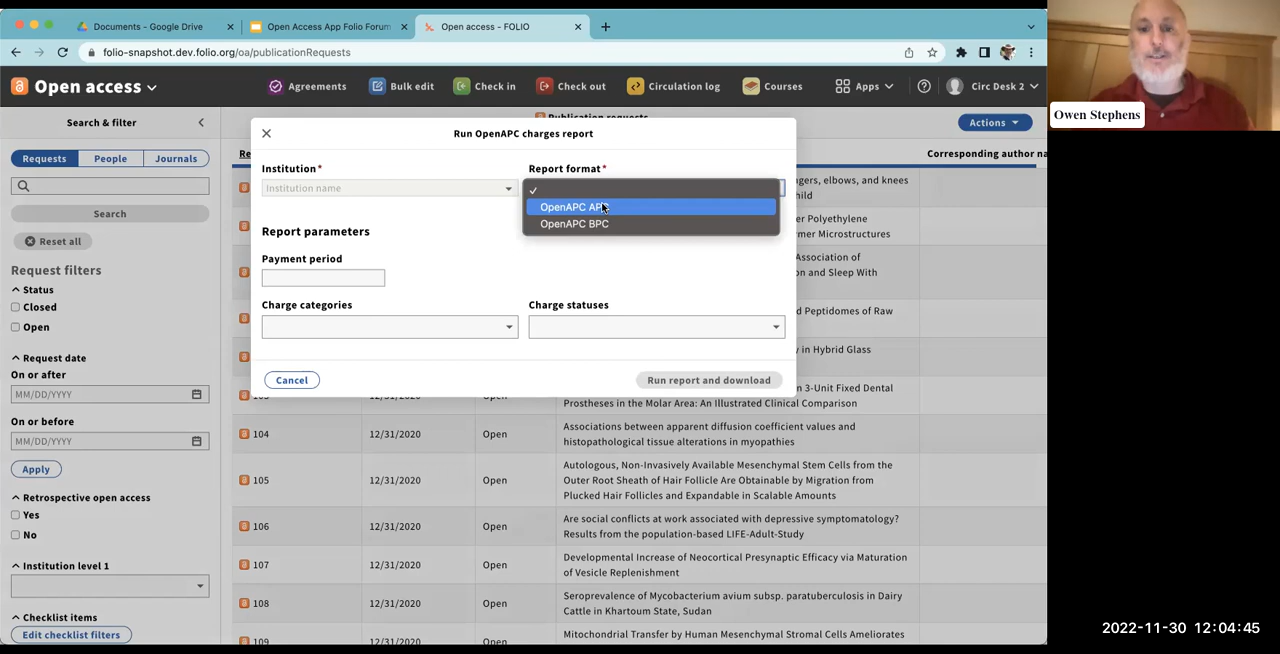 Documents - Google Drive
Open Access App Folio Forum
Open access - FOLIO
folio-snapshot.dev.folio.org/oa/publicationRequests
Open access
Agreements
Bulk edit
Check in
Check out
Circulation log
Courses
Apps
Circ Desk 2
Owen Stephens
Search & filter
Publication requests
Actions
Requests
People
Journals
Search
Reset all
Request filters
Status
Closed
Open
Request date
On or after
MM/DD/YYYY
On or before
MM/DD/YYYY
Apply
Retrospective open access
Yes
No
Institution level 1
Checklist items
Edit checklist filters
Run OpenAPC charges report
Institution*
Report format*
Institution name
OpenAPC APC
OpenAPC BPC
Report parameters
Payment period
Charge categories
Charge statuses
Cancel
Run report and download
Re
Corresponding author na
gers, elbows, and knees
hild
er Polyethylene
mer Microstructures
Association of
on and Sleep With
d Peptidomes of Raw
y in Hybrid Glass
n 3-Unit Fixed Dental
Prostheses in the Molar Area: An Illustrated Clinical Comparison
104 12/31/2020 Open Associations between apparent diffusion coefficient values and
histopathological tissue alterations in myopathies
105 12/31/2020 Open Autologous, Non-Invasively Available Mesenchymal Stem Cells from the
Outer Root Sheath of Hair Follicle Are Obtainable by Migration from
Plucked Hair Follicles and Expandable in Scalable Amounts
106 12/31/2020 Open Are social conflicts at work associated with depressive symptomatology?
Results from the population-based LIFE-Adult-Study
107 12/31/2020 Open Developmental Increase of Neocortical Presynaptic Efficacy via Maturation
of Vesicle Replenishment
108 12/31/2020 Open Seroprevalence of Mycobacterium avium subsp. paratuberculosis in Dairy
Cattle in Khartoum State, Sudan
109 Mitochondrial Transfer by Human Mesenchymal Stromal Cells Ameliorates
2022-11-30 12:04:45